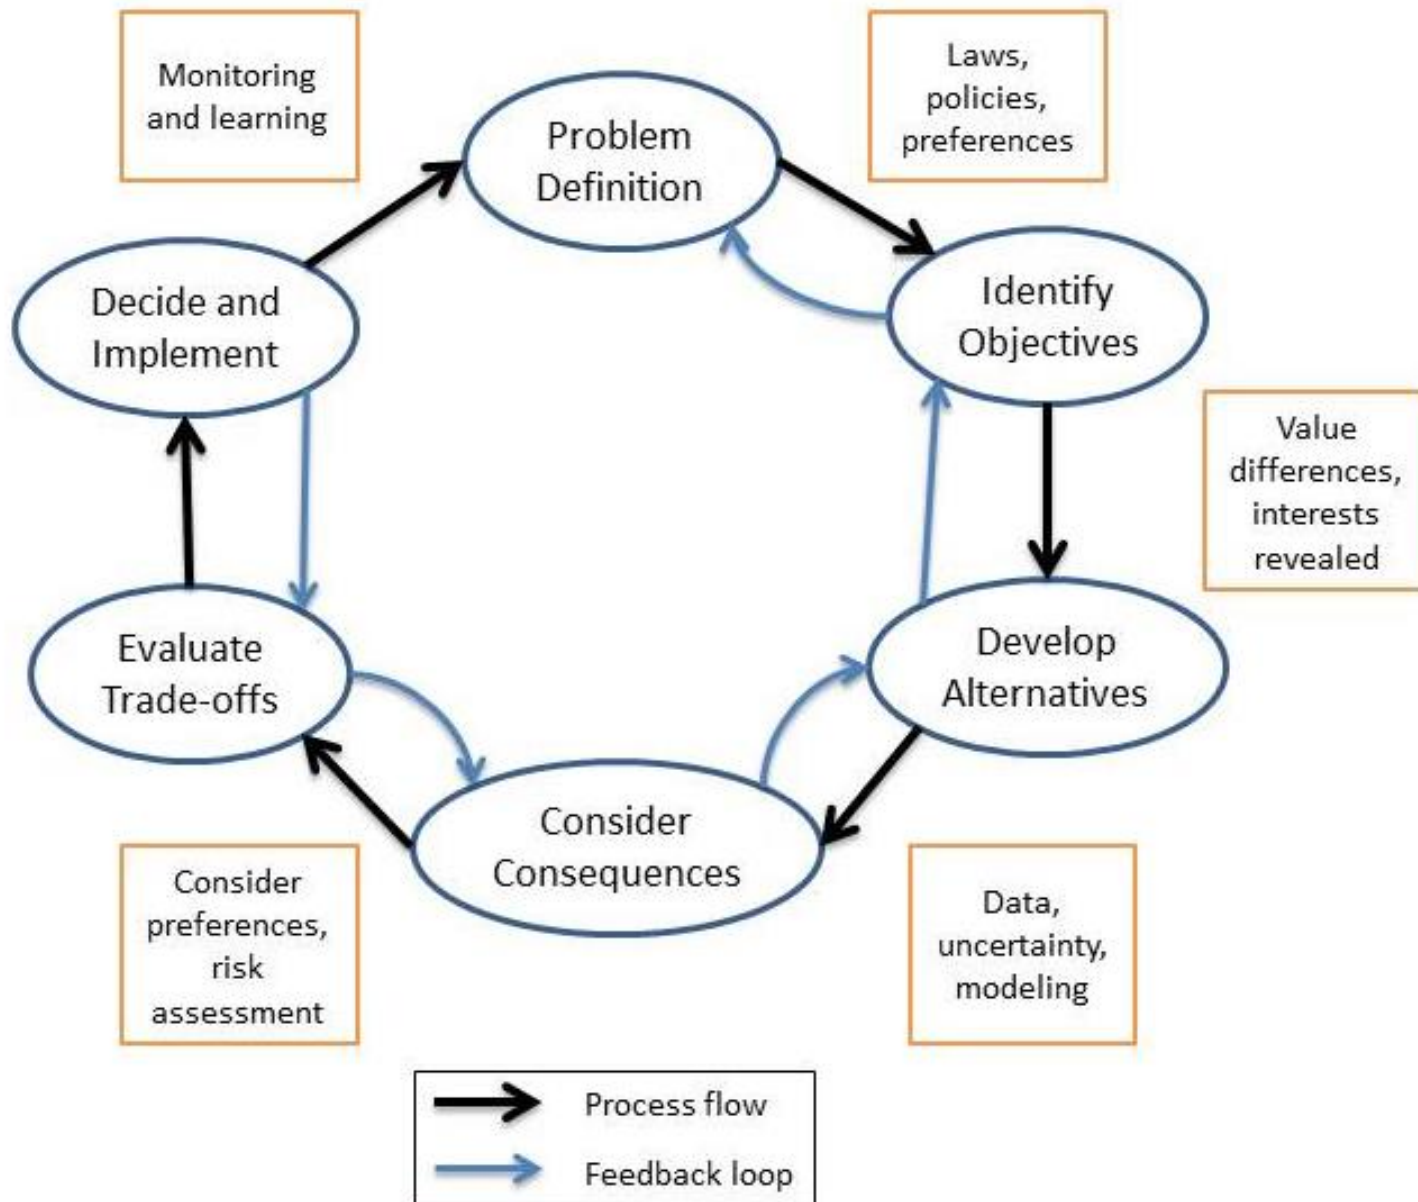 Monitoring
and learning
Problem
Definition
Laws,
policies,
preferences
Decide and
Implement
Identify
Objectives
Value
differences,
interests
revealed
Evaluate
Trade-offs
Develop
Alternatives
Consider
Consequences
Consider
preferences,
risk
assessment
Data,
uncertainty,
modeling
Process flow
Feedback loop